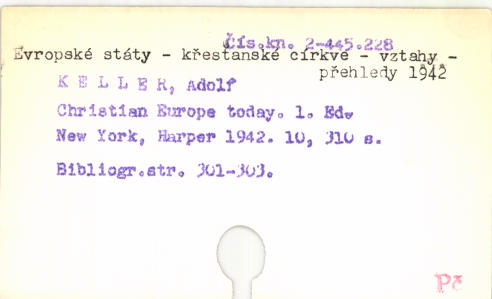 Čís.kn. 2-445.228
Evropské státy - křesťanské církve - vztahy -
přehledy 1942
K E L L E R, Adolf
Christian Europe today. 1. Ed.
New York, Harper 1942. 10, 310 s.
Bibliogr.str. 301-303.
Pč